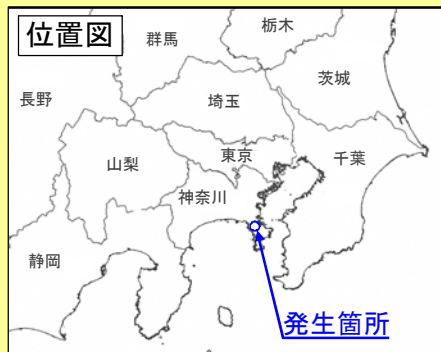 位置図
栃木
群馬
茨城
長野
埼玉
東京
山梨
千葉
神奈川
静岡
発生箇所